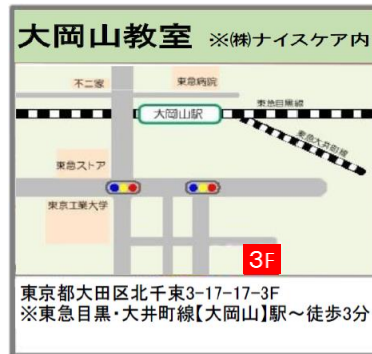 大岡山教室 ※㈱ナイスケア内
不二家
東急病院
大岡山駅
東急目黒線
東急大井町線
東急ストア
東京工業大学
3F
東京都大田区北千束3-17-17-3F
※東急目黒・大井町線【大岡山】駅～徒歩3分